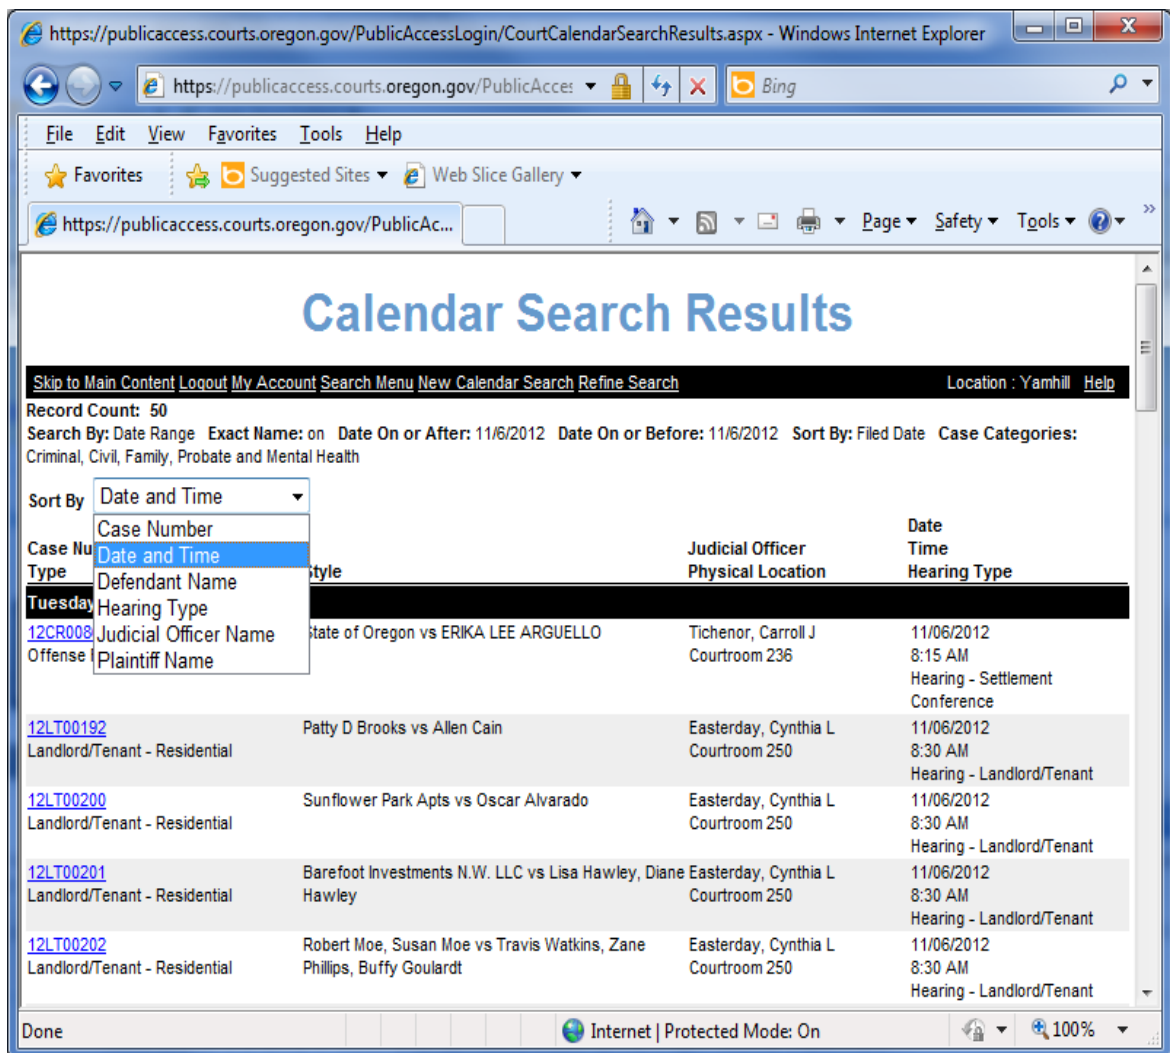 https://publicaccess.courts.oregon.gov/PublicAccessLogin/CourtCalendarSearchResults.aspx - Windows Internet Explorer
https://publicaccess.courts.oregon.gov/PublicAcces
Bing
File Edit View Favorites Tools Help
Favorites Suggested Sites Web Slice Gallery
https://publicaccess.courts.oregon.gov/PublicAc... Page Safety Tools »
Calendar Search Results
Skip to Main Content Logout My Account Search Menu New Calendar Search Refine Search Location : Yamhill Help
Record Count: 50
Search By: Date Range Exact Name: on Date On or After: 11/6/2012 Date On or Before: 11/6/2012 Sort By: Filed Date Case Categories:
Criminal, Civil, Family, Probate and Mental Health
Sort By Date and Time
Case Number
Date and Time
Defendant Name
Hearing Type
Judicial Officer Name
Plaintiff Name
Date
Case Nu Judicial Officer Time
Type Style Physical Location Hearing Type
Tuesday
12CR008 State of Oregon vs ERIKA LEE ARGUELLO Tichenor, Carroll J 11/06/2012
Offense Courtroom 236 8:15 AM
Hearing - Settlement
Conference
12LT00192 Patty D Brooks vs Allen Cain Easterday, Cynthia L 11/06/2012
Landlord/Tenant - Residential Courtroom 250 8:30 AM
Hearing - Landlord/Tenant
12LT00200 Sunflower Park Apts vs Oscar Alvarado Easterday, Cynthia L 11/06/2012
Landlord/Tenant - Residential Courtroom 250 8:30 AM
Hearing - Landlord/Tenant
12LT00201 Barefoot Investments N.W. LLC vs Lisa Hawley, Diane Easterday, Cynthia L 11/06/2012
Landlord/Tenant - Residential Hawley Courtroom 250 8:30 AM
Hearing - Landlord/Tenant
12LT00202 Robert Moe, Susan Moe vs Travis Watkins, Zane Easterday, Cynthia L 11/06/2012
Landlord/Tenant - Residential Phillips, Buffy Goulardt Courtroom 250 8:30 AM
Hearing - Landlord/Tenant
Done Internet | Protected Mode: On 100%